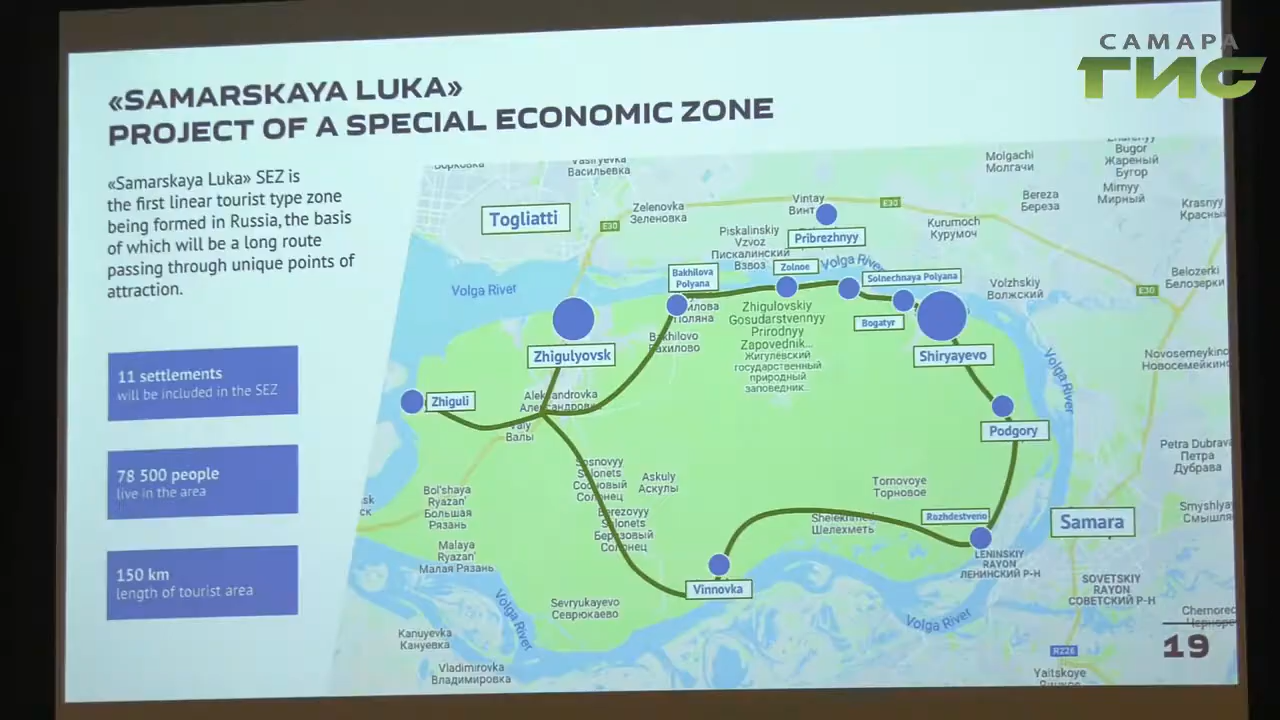 САМАРА
ГИС
«SAMARSKAYA LUKA»
PROJECT OF A SPECIAL ECONOMIC ZONE
«Samarskaya Luka» SEZ is
the first linear tourist type zone
being formed in Russia, the basis
of which will be a long route
passing through unique points of
attraction.
11 settlements
will be included in the SEZ
78 500 people
live in the area
150 km
length of tourist area
Васильевка
Togliatti
Zelenovka
Зеленовка
E30
Vintay
E30
Pribrezhnyy
Piskalinskiy
Vzvoz
Пискалинский
Взвоз
Molgachi
Молгачи
Bugor
Жареный
Бугор
Bereza
Береза
Mirnyy
Мирный
Krasnyy
Kurumoch
Курумоч
Volga River
Bakhilova
Polyana
Zolnoe
Volga River
Solnechnaya Polyana
Volzhskiy
Волжский
Belozerki
Белозерки
E30
Поляна
Zhigulovskiy
Gosudarstvennyy
Prirodnyy
Zapovednik...
Жигулёвский
государственный
природный
заповедник...
Bogatyr
Zhigulyovsk
Bakhilovo
Бахилово
Shiryayevo
Volga River
Novosemeykino
Новосемейкино
Zhiguli
Aleksandrovka
Александровка
Valy
Валы
Podgory
Sosnovyy
Solonets
Сосновый
Солонец
Askuly
Аскулы
Petra Dubrava
Петра
Дубрава
Bol'shaya
Ryazan'
Большая
Рязань
Tornovoye
Торновое
Berezovyy
Solonets
Березовый
Солонец
Shelekhmet
Шелехметь
Rozhdestveno
Samara
Malaya
Ryazan'
Малая Рязань
LENINSKIY
RAYON
ЛЕНИНСКИЙ Р-Н
Vinnovka
SOVETSKIY
RAYON
СОВЕТСКИЙ Р-Н
Volga River
Sevryukayevo
Севрюкаево
Volga River
Kanuyevka
Кануевка
R226
19
Vladimirovka
Владимировка
Yaitskoye